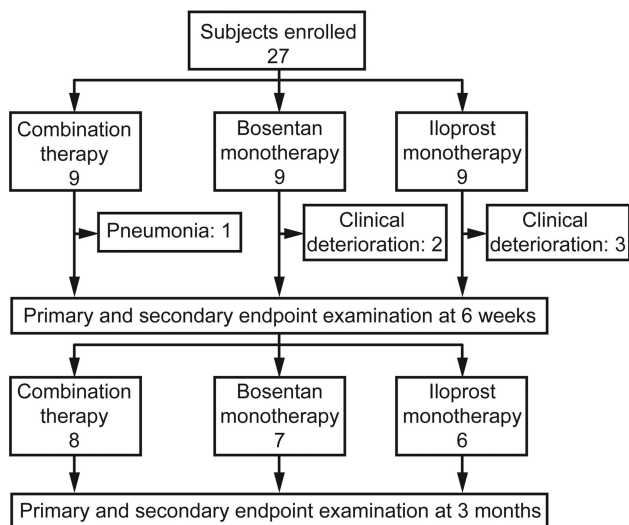 Subjects enrolled
27
Combination
therapy
9
Bosentan
monotherapy
9
Iloprost
monotherapy
9
Pneumonia: 1
Clinical
deterioration: 2
Clinical
deterioration: 3
Primary and secondary endpoint examination at 6 weeks
Combination
therapy
8
Bosentan
monotherapy
7
Iloprost
monotherapy
6
Primary and secondary endpoint examination at 3 months